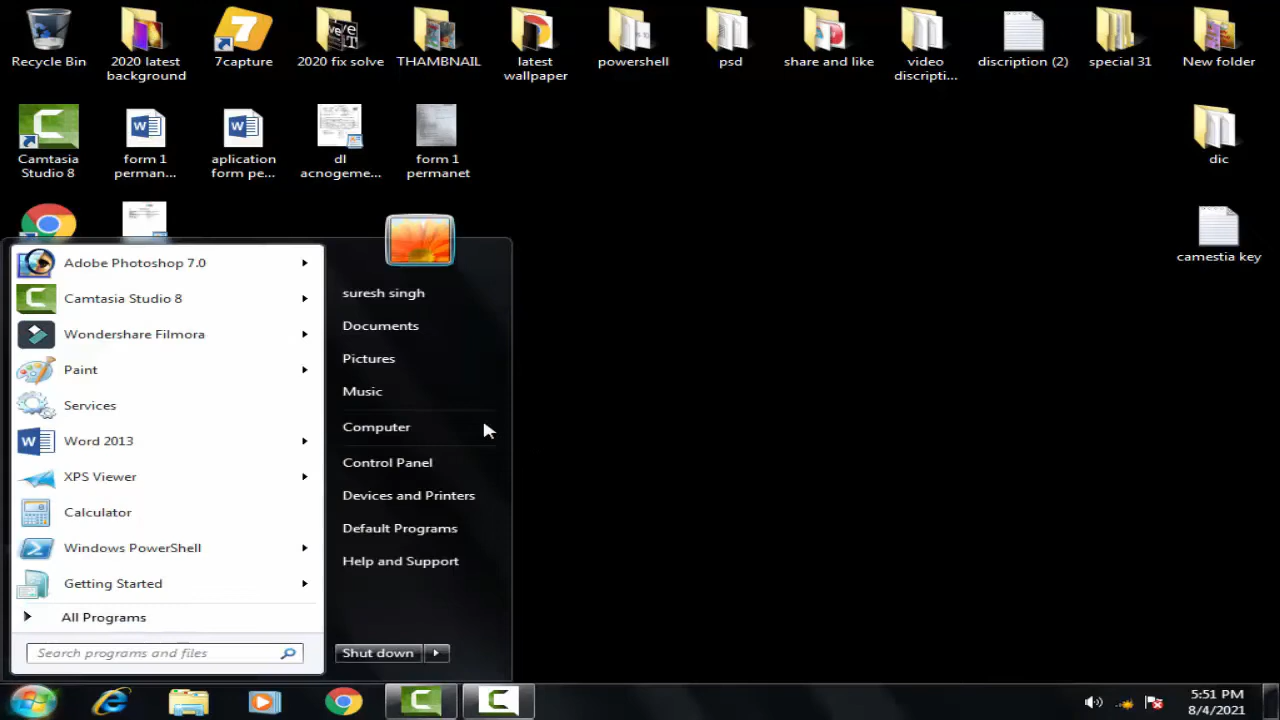 Recycle Bin
2020 latest
background
7capture
2020 fix solve
THAMBNAIL
latest
wallpaper
powershell
psd
share and like
video
discripti...
discription (2)
special 31
New folder
Camtasia
Studio 8
form 1
perman...
aplication
form pe...
dl
acnogeme...
form 1
permanet
dic
camestia key
Adobe Photoshop 7.0
Camtasia Studio 8
Wondershare Filmora
Paint
Services
Word 2013
XPS Viewer
Calculator
Windows PowerShell
Getting Started
All Programs
Search programs and files
suresh singh
Documents
Pictures
Music
Computer
Control Panel
Devices and Printers
Default Programs
Help and Support
Shut down
5:51 PM
8/4/2021